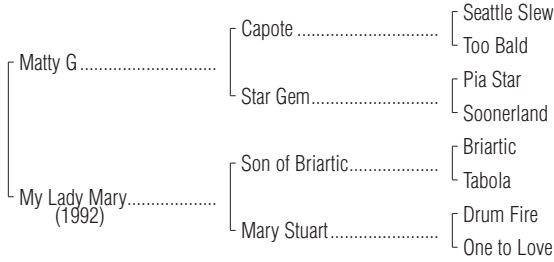 Seattle Slew
Capote ..............................
Too Bald
Matty G ............................
Pia Star
Star Gem ...........................
Soonerland
Briartic
Son of Briartic ...................
Tabola
My Lady Mary ..................
(1992)
Drum Fire
Mary Stuart .......................
One to Love